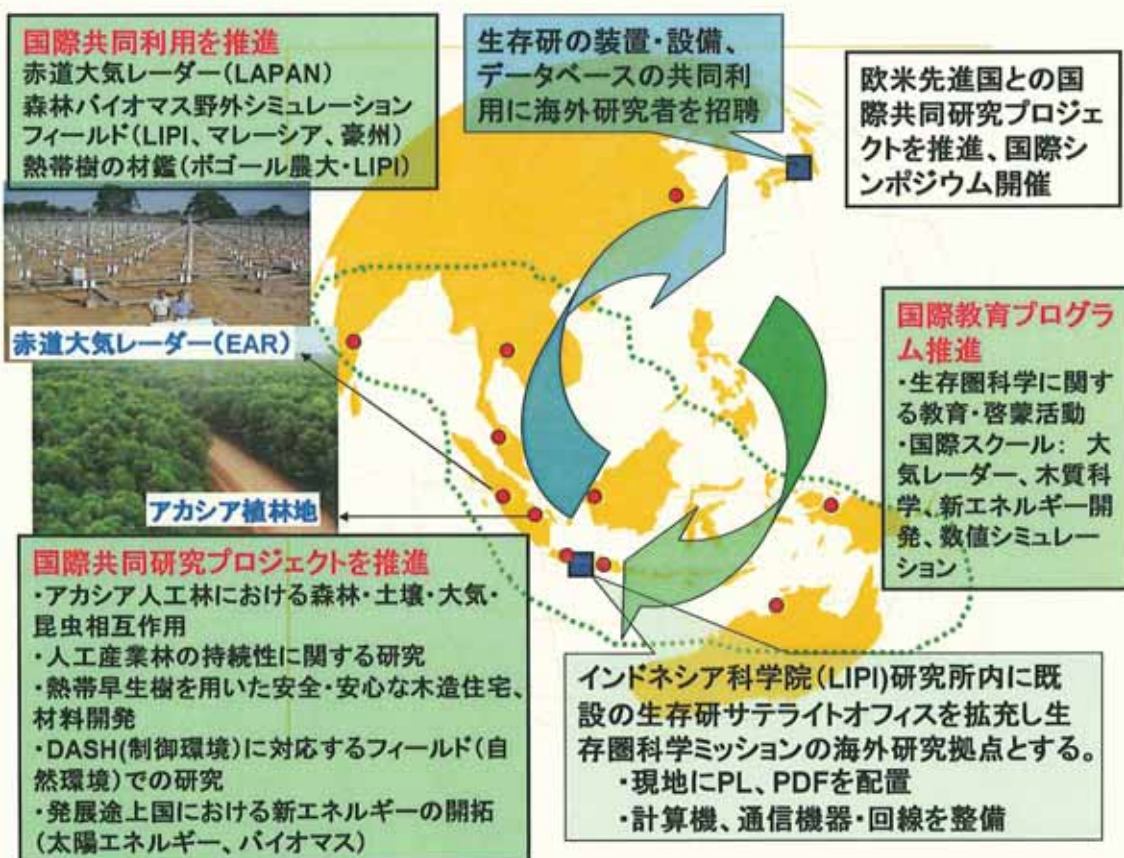 国際共同利用を推進
赤道大気レーダー(LAPAN)
森林バイオマス野外シミュレーション
フィールド(LIPI、マレーシア、豪州)
熱帯樹の材鑑(ボゴール農大・LIPI)
生存研の装置・設備、
データベースの共同利
用に海外研究者を招聘
欧米先進国との国
際共同研究プロジェ
クトを推進、国際シ
ンポジウム開催
赤道大気レーダー(EAR)
アカシア植林地
国際教育プログラ
ム推進
・生存圏科学に関す
る教育・啓蒙活動
・国際スクール: 大
気レーダー、木質科
学、新エネルギー開
発、数値シミュレー
ション
国際共同研究プロジェクトを推進
・アカシア人工林における森林・土壌・大気・
昆虫相互作用
・人工産業林の持続性に関する研究
・熱帯早生樹を用いた安全・安心な木造住宅、
材料開発
・DASH(制御環境)に対応するフィールド(自
然環境)での研究
・発展途上国における新エネルギーの開拓
(太陽エネルギー、バイオマス)
インドネシア科学院(LIPI)研究所内に既
設の生存研サテライトオフィスを拡充し生
存圏科学ミッションの海外研究拠点とする。
・現地にPL、PDFを配置
・計算機、通信機器・回線を整備